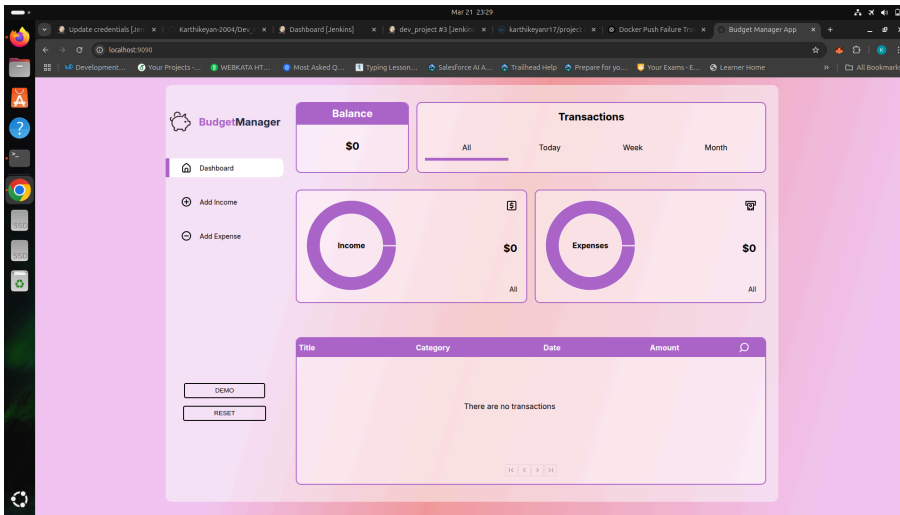 Mar 21 23:29
Update credentials [Jen
Karthikeyan-2004/Dev_
Dashboard [Jenkins]
dev_project #3 [Jenkins
karthikeyanr17/project
Docker Push Failure Tro
Budget Manager App
localhost:9090
Development...
Your Projects -...
WEBKATA HT...
Most Asked Q...
Typing Lesson...
Salesforce AI A...
Trailhead Help
Prepare for yo...
Your Exams - E...
Learner Home
All Bookmarks
BudgetManager
Dashboard
Add Income
Add Expense
DEMO
RESET
Balance
$0
Transactions
All Today Week Month
Income
$0
All
Expenses
$0
All
Title Category Date Amount
There are no transactions
SSD
SSD